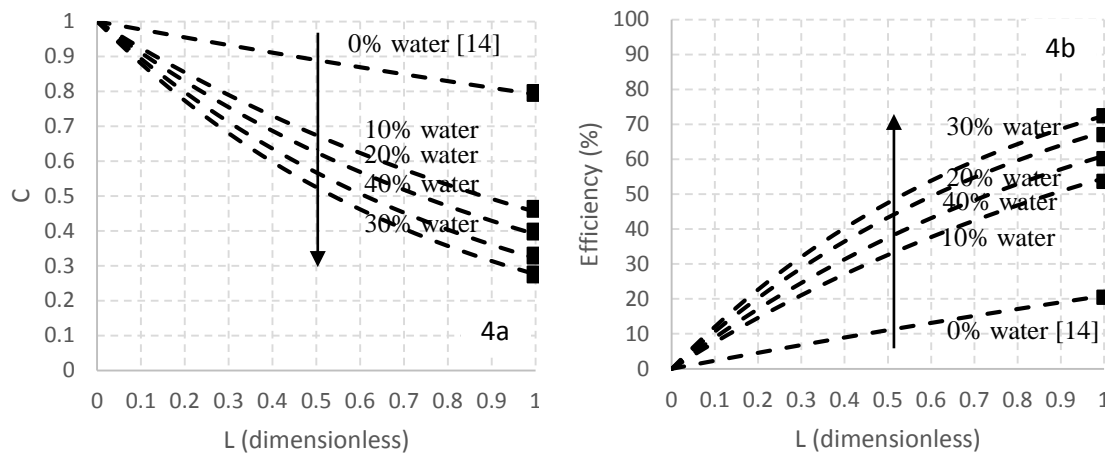 1
0.9
0.8
0.7
0.6
0.5
0.4
0.3
0.2
0.1
0
C
0% water [14]
10% water
20% water
40% water
30% water
4a
0 0.1 0.2 0.3 0.4 0.5 0.6 0.7 0.8 0.9 1
L (dimensionless)
100
90
80
70
60
50
40
30
20
10
0
Efficiency (%)
4b
30% water
20% water
40% water
10% water
0% water [14]
0 0.1 0.2 0.3 0.4 0.5 0.6 0.7 0.8 0.9 1
L (dimensionless)